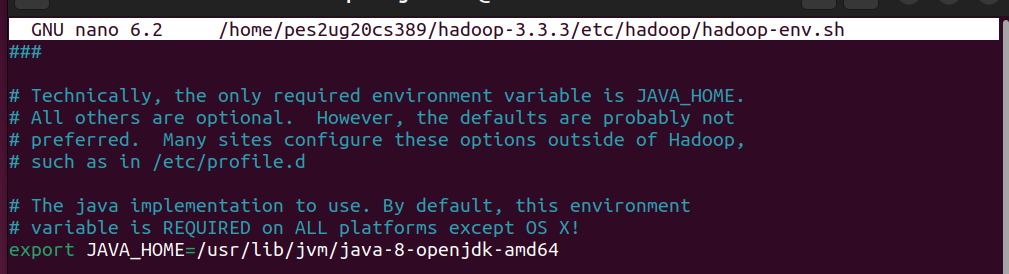 GNU nano 6.2 /home/pes2ug20cs389/hadoop-3.3.3/etc/hadoop/hadoop-env.sh
###
# Technically, the only required environment variable is JAVA_HOME.
# All others are optional.  However, the defaults are probably not
# preferred.  Many sites configure these options outside of Hadoop,
# such as in /etc/profile.d
# The java implementation to use. By default, this environment
# variable is REQUIRED on ALL platforms except OS X!
export JAVA_HOME=/usr/lib/jvm/java-8-openjdk-amd64